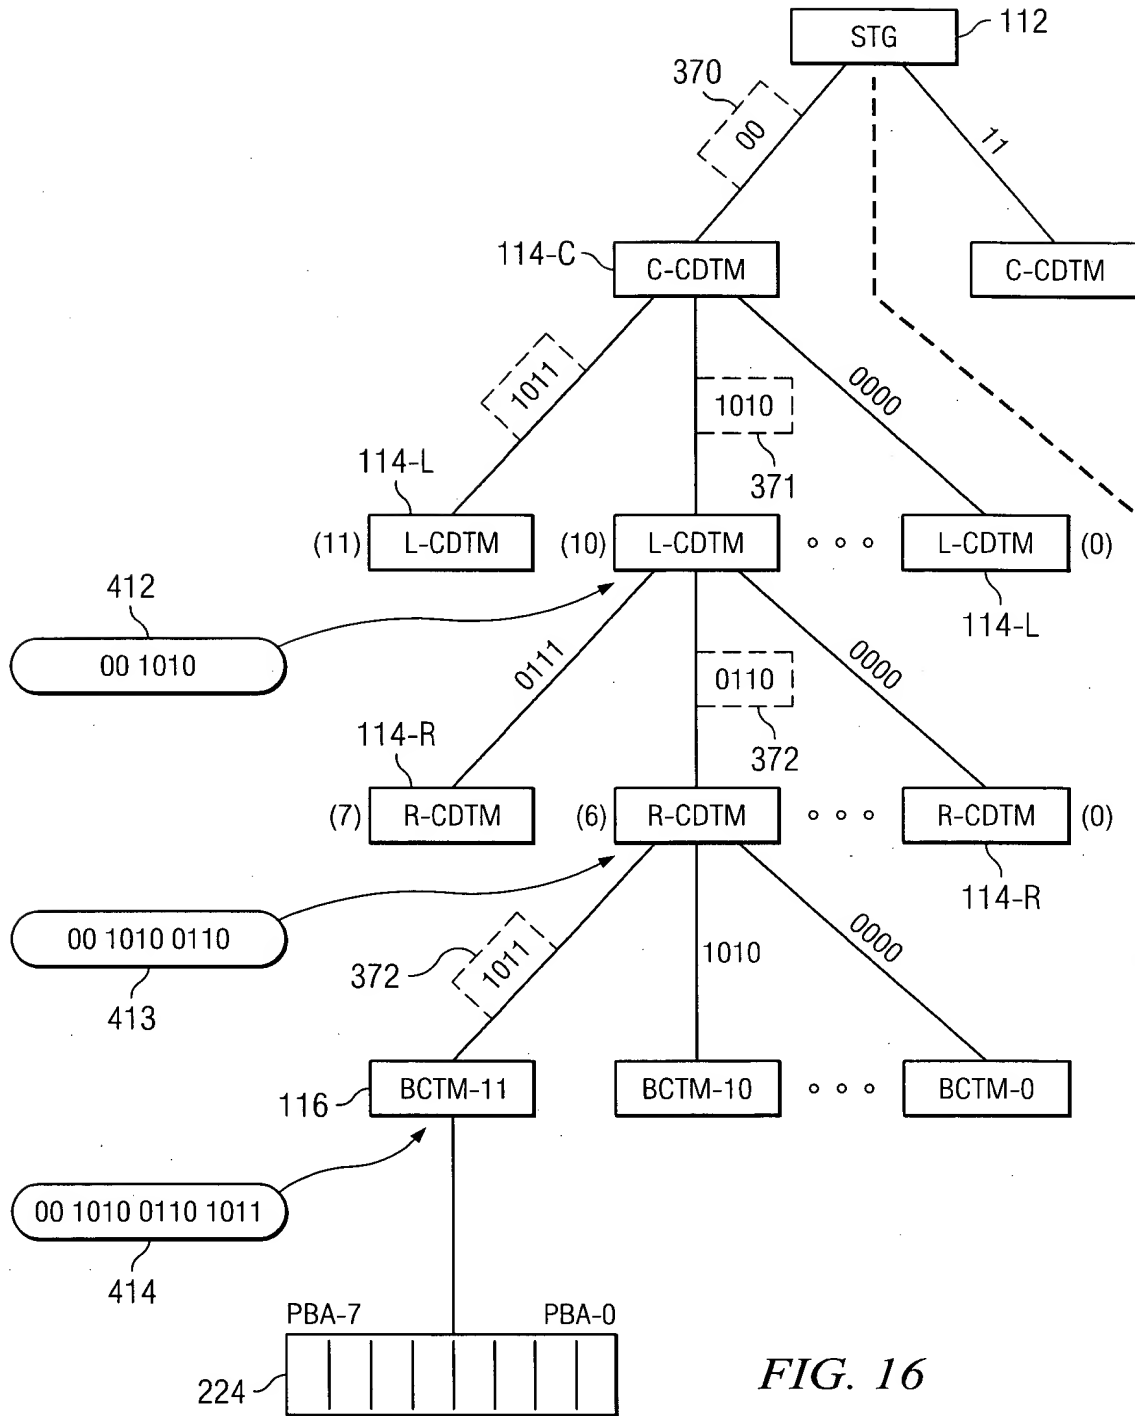 STG
112
370
00
11
114-C
C-CDTM
C-CDTM
1011
1010
0000
371
114-L
(11)
L-CDTM
(10)
L-CDTM
L-CDTM
(0)
114-L
412
00 1010
0111
0110
0000
372
114-R
(7)
R-CDTM
(6)
R-CDTM
R-CDTM
(0)
114-R
00 1010 0110
413
372
1011
1010
0000
116
BCTM-11
BCTM-10
BCTM-0
00 1010 0110 1011
414
PBA-7
PBA-0
224
FIG. 16